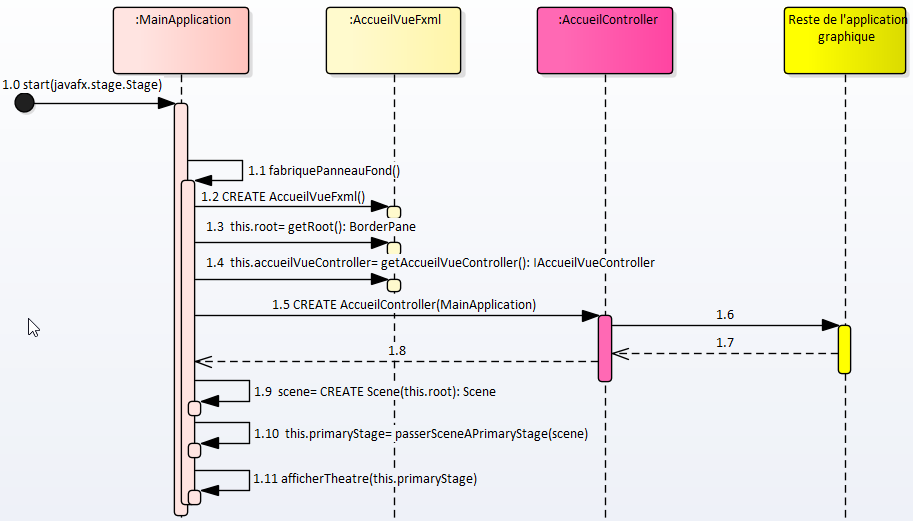 :MainApplication
:AccueilVueFxml
:AccueilController
Reste de l'application
graphique
1.0 start(javafx.stage.Stage)
1.1 fabriquePanneauFond()
1.2 CREATE AccueilVueFxml()
1.3 this.root= getRoot(): BorderPane
1.4 this.accueilVueController= getAccueilVueController(): IAccueilVueController
1.5 CREATE AccueilController(MainApplication)
1.6
1.7
1.8
1.9 scene= CREATE Scene(this.root): Scene
1.10 this.primaryStage= passerSceneAPrimaryStage(scene)
1.11 afficherTheatre(this.primaryStage)